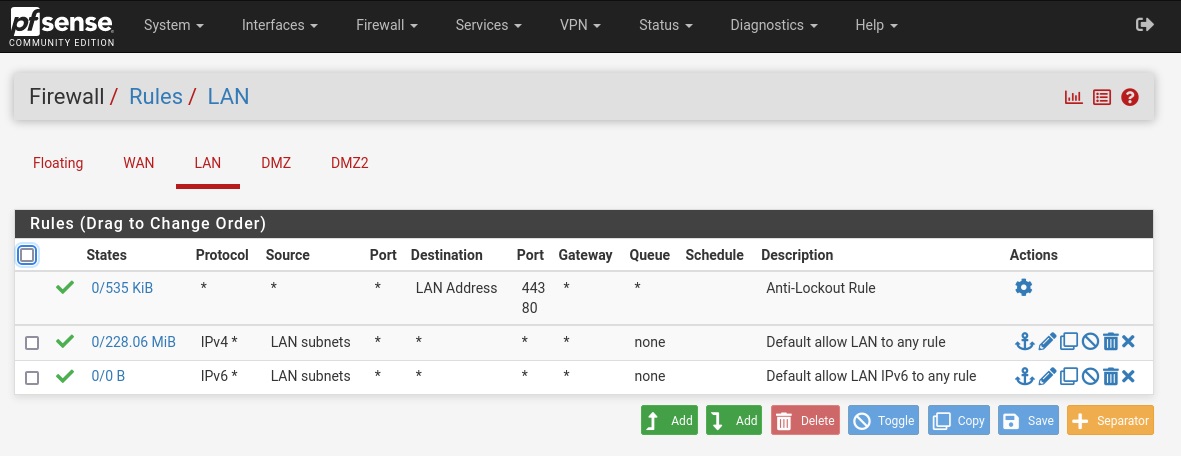 pfsense
COMMUNITY EDITION
System Interfaces Firewall Services VPN Status Diagnostics Help
Firewall / Rules / LAN
Floating WAN LAN DMZ DMZ2
Rules (Drag to Change Order)
States Protocol Source Port Destination Port Gateway Queue Schedule Description Actions
0/535 KiB * * * LAN Address 443 * * Anti-Lockout Rule
80
0/228.06 MiB IPv4 * LAN subnets * * * * none Default allow LAN to any rule
0/0 B IPv6 * LAN subnets * * * * none Default allow LAN IPv6 to any rule
Add Add Delete Toggle Copy Save Separator